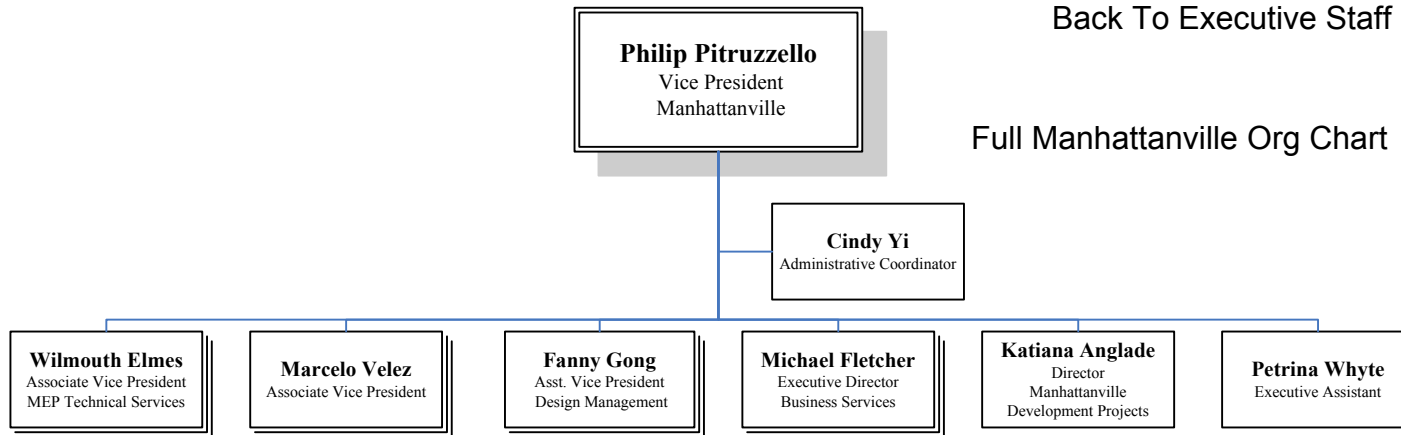 Back To Executive Staff
Philip Pitruzzello
Vice President
Manhattanville
Full Manhattanville Org Chart
Cindy Yi
Administrative Coordinator
Wilmouth Elmes
Associate Vice President
MEP Technical Services
Marcelo Velez
Associate Vice President
Fanny Gong
Asst. Vice President
Design Management
Michael Fletcher
Executive Director
Business Services
Katiana Anglade
Director
Manhattanville
Development Projects
Petrina Whyte
Executive Assistant